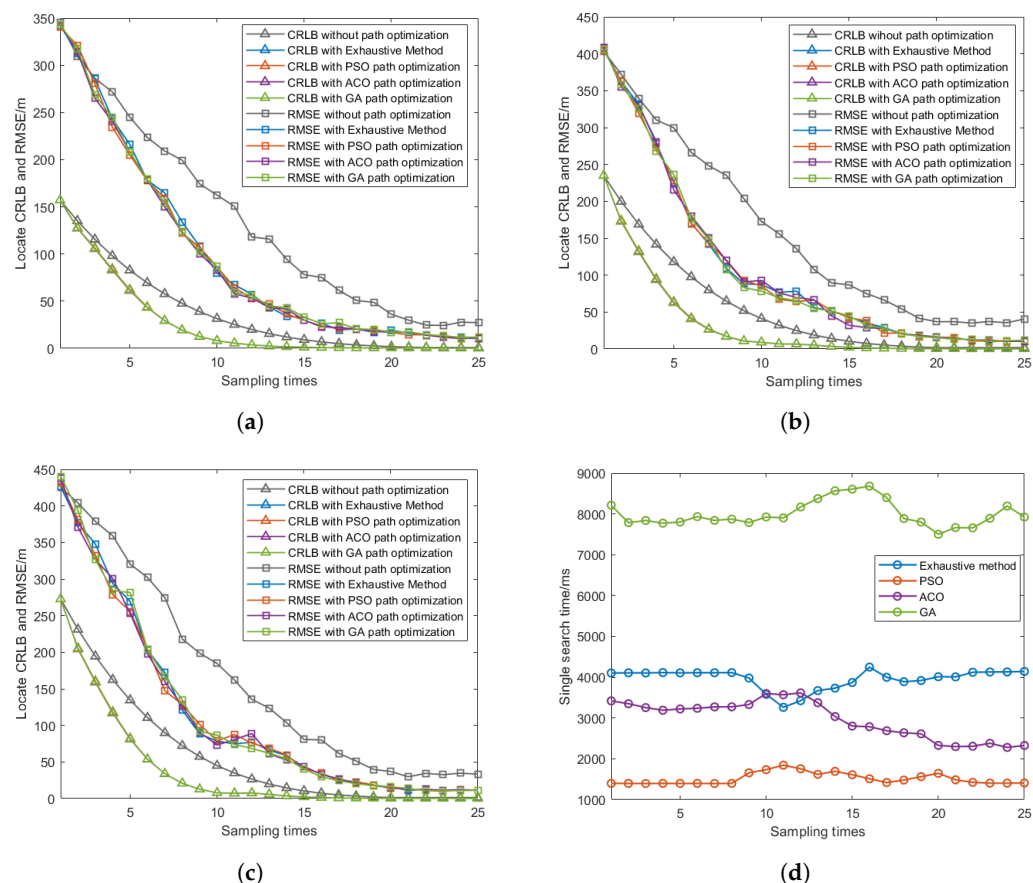 350
300
250
200
150
100
50
0
Locate CRLB and RMSE/m
CRLB without path optimization
CRLB with Exhaustive Method
CRLB with PSO path optimization
CRLB with ACO path optimization
CRLB with GA path optimization
RMSE without path optimization
RMSE with Exhaustive Method
RMSE with PSO path optimization
RMSE with ACO path optimization
RMSE with GA path optimization
5 10 15 20 25
Sampling times
(a)
450
400
350
300
250
200
150
100
50
0
Locate CRLB and RMSE/m
CRLB without path optimization
CRLB with Exhaustive Method
CRLB with PSO path optimization
CRLB with ACO path optimization
CRLB with GA path optimization
RMSE without path optimization
RMSE with Exhaustive Method
RMSE with PSO path optimization
RMSE with ACO path optimization
RMSE with GA path optimization
5 10 15 20 25
Sampling times
(b)
450
400
350
300
250
200
150
100
50
0
Locate CRLB and RMSE/m
CRLB without path optimization
CRLB with Exhaustive Method
CRLB with PSO path optimization
CRLB with ACO path optimization
CRLB with GA path optimization
RMSE without path optimization
RMSE with Exhaustive Method
RMSE with PSO path optimization
RMSE with ACO path optimization
RMSE with GA path optimization
5 10 15 20 25
Sampling times
(c)
9000
8000
7000
6000
5000
4000
3000
2000
1000
Single search time/ms
Exhaustive method
PSO
ACO
GA
5 10 15 20 25
Sampling times
(d)